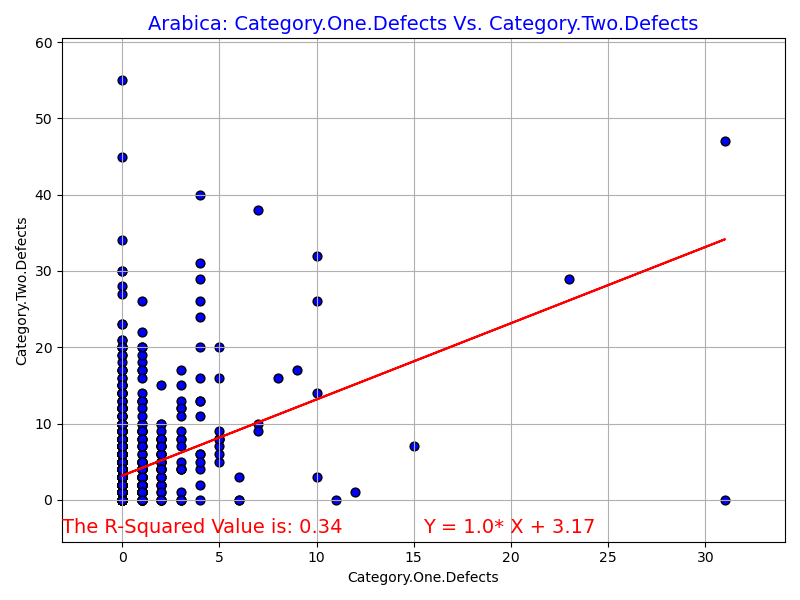 Arabica: Category.One.Defects Vs. Category.Two.Defects
60
50
40
30
20
10
0
Category.Two.Defects
The R-Squared Value is: 0.34
Y = 1.0* X + 3.17
0 5 10 15 20 25 30
Category.One.Defects